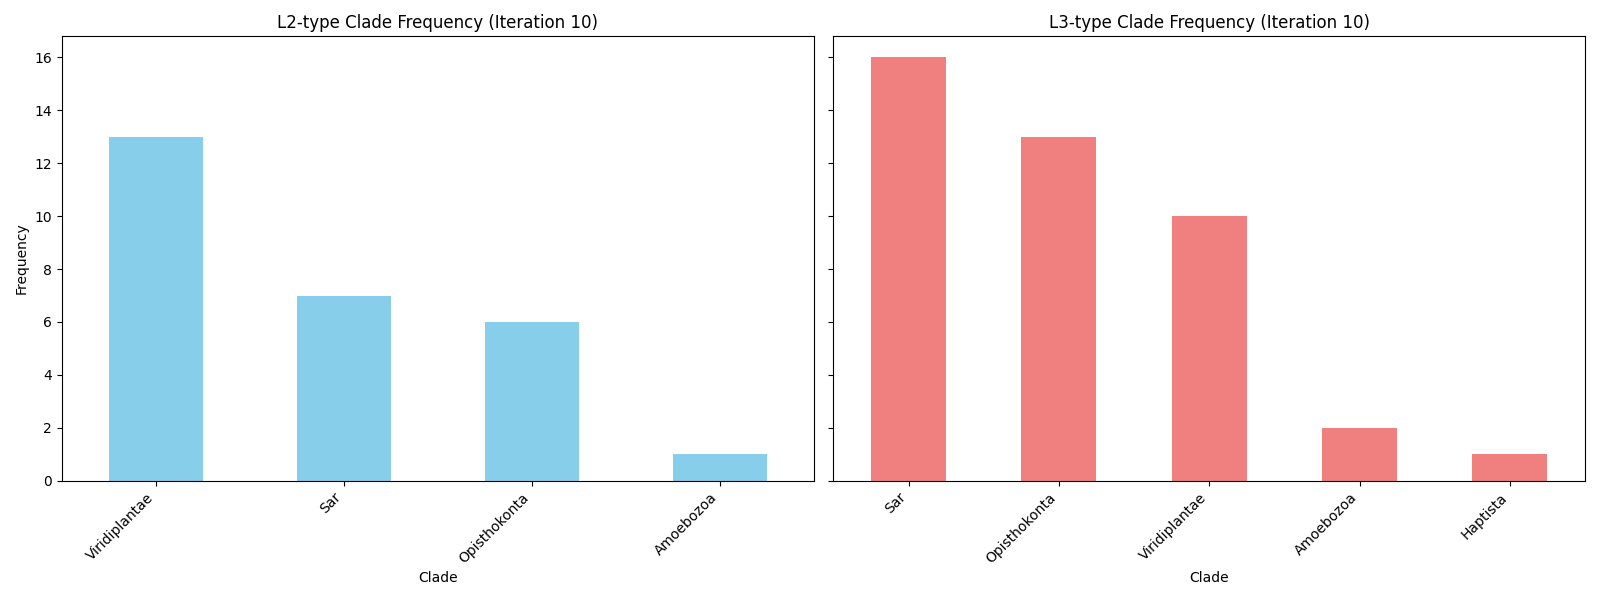 L2-type Clade Frequency (Iteration 10)
Frequency
16
14
12
10
8
6
4
2
0
Viridiplantae
Sar
Opisthokonta
Amoebozoa
Clade
L3-type Clade Frequency (Iteration 10)
Sar
Opisthokonta
Viridiplantae
Amoebozoa
Haptista
Clade